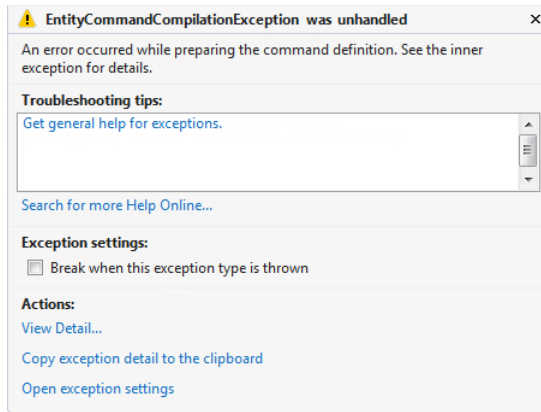 EntityCommandCompilationException was unhandled
An error occurred while preparing the command definition. See the inner
exception for details.
Troubleshooting tips:
Get general help for exceptions.
Search for more Help Online...
Exception settings:
Break when this exception type is thrown
Actions:
View Detail...
Copy exception detail to the clipboard
Open exception settings